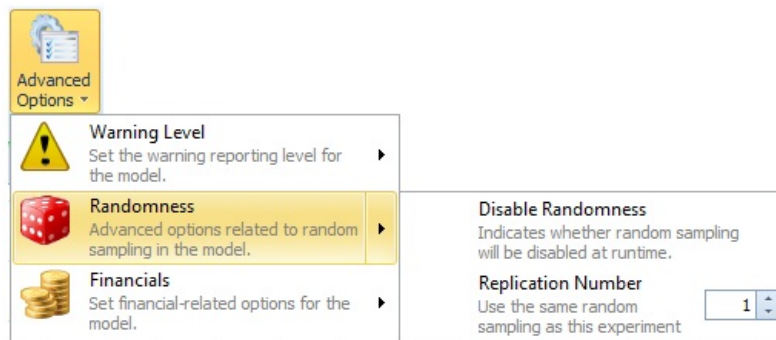 Advanced
Options
Warning Level
Set the warning reporting level for
the model.
Randomness
Advanced options related to random
sampling in the model.
Financials
Set financial-related options for the
model.
Disable Randomness
Indicates whether random sampling
will be disabled at runtime.
Replication Number
Use the same random
sampling as this experiment
1